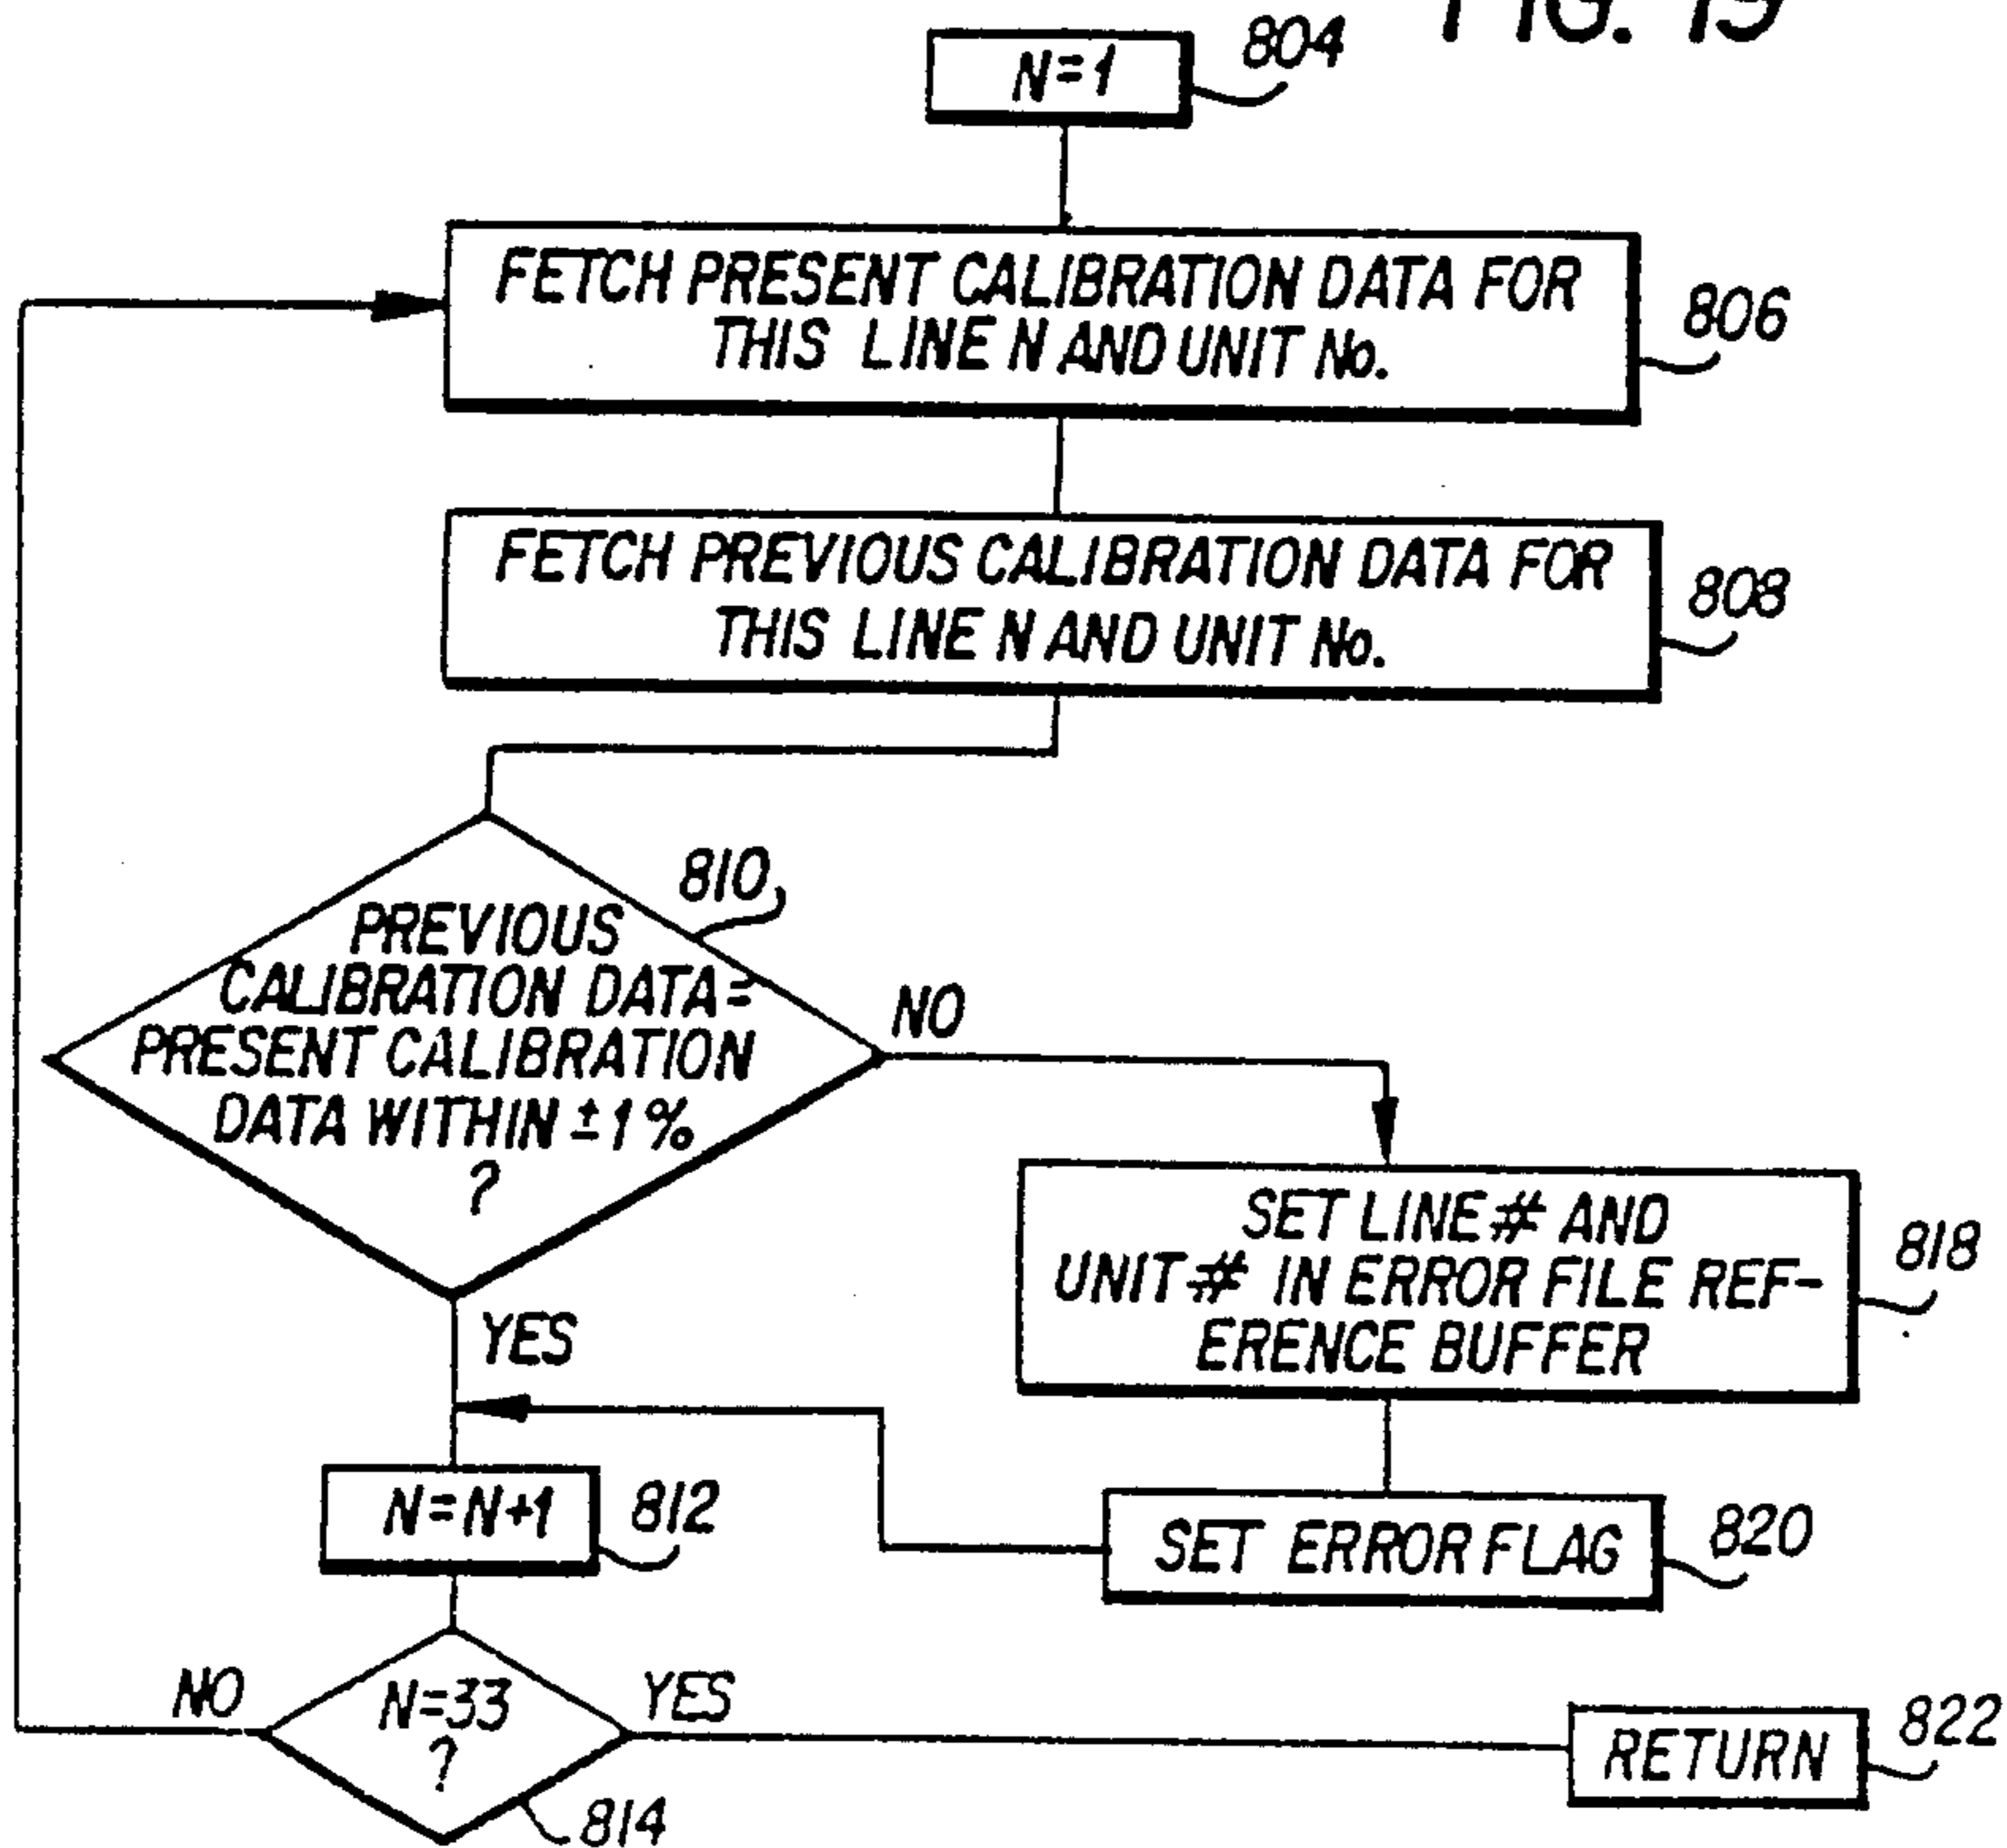 FIG. 19
N=1
804
FETCH PRESENT CALIBRATION DATA FOR
THIS LINE N AND UNIT No.
806
FETCH PREVIOUS CALIBRATION DATA FOR
THIS LINE N AND UNIT No.
808
810
PREVIOUS
CALIBRATION DATA=
PRESENT CALIBRATION
DATA WITHIN ±1%
?
NO
YES
SET LINE# AND
UNIT# IN ERROR FILE REF-
ERENCE BUFFER
818
N=N+1
812
SET ERROR FLAG
820
NO
N=33
?
YES
814
RETURN
822